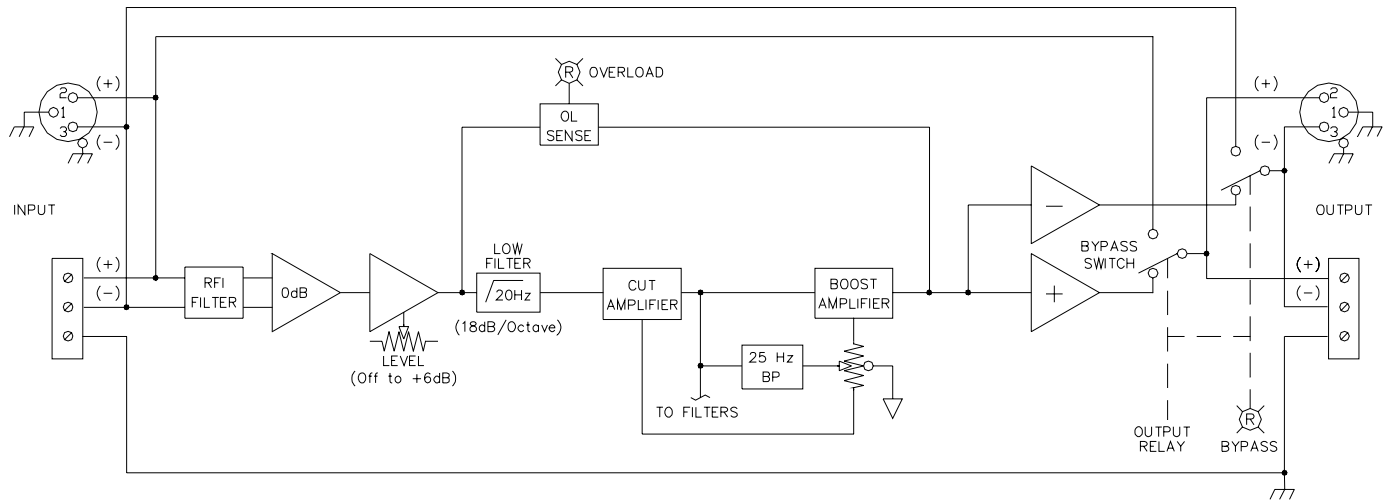 R OVERLOAD
(+)
2
1
3
(-)
OL
SENSE
(+)
2
1
3
(-)
INPUT
OUTPUT
BYPASS
SWITCH
LOW
FILTER
20Hz
(18dB/Octave)
(+)
(-)
RFI
FILTER
0dB
LEVEL
(Off to +6dB)
CUT
AMPLIFIER
BOOST
AMPLIFIER
25 Hz
BP
TO FILTERS
−
+
(+)
(-)
OUTPUT
RELAY
R
BYPASS